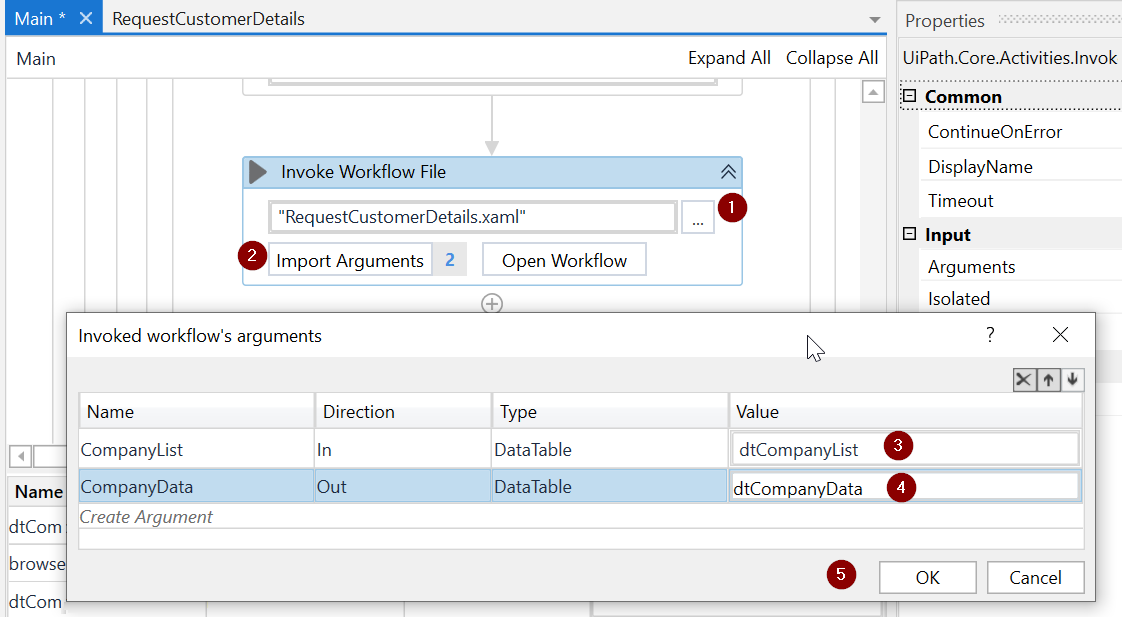 Main * RequestCustomerDetails
Main Expand All Collapse All
Invoke Workflow File
"RequestCustomerDetails.xaml" ... 1
2 Import Arguments 2 Open Workflow
Properties
UiPath.Core.Activities.Invok
Common
ContinueOnError
DisplayName
Timeout
Input
Arguments
Isolated
Invoked workflow's arguments ?
Name Direction Type Value
CompanyList In DataTable dtCompanyList 3
CompanyData Out DataTable dtCompanyData 4
Create Argument
5 OK Cancel
Name
dtCom
browse
dtCom